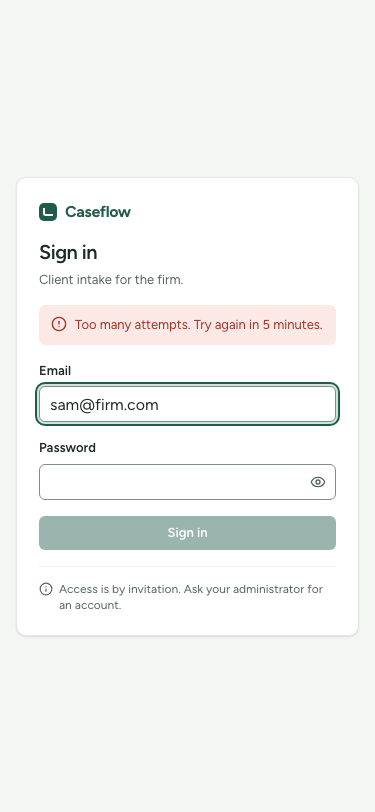 Caseflow
Sign in
Client intake for the firm.
Too many attempts. Try again in 5 minutes.
Email
sam@firm.com
Password
Sign in
Access is by invitation. Ask your administrator for
an account.